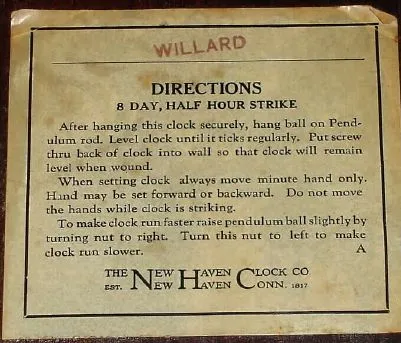 WILLARD
DIRECTIONS
8 DAY, HALF HOUR STRIKE
After hanging this clock securely, hang ball on Pend-
ulum rod. Level clock until it ticks regularly. Put screw
thru back of clock into wall so that clock will remain
level when wound.
When setting clock always move minute hand only.
Hand may be set forward or backward. Do not move
the hands while clock is striking.
To make clock run faster raise pendulum ball slightly by
turning nut to right. Turn this nut to left to make
clock run slower. A
THE NEW HAVEN CLOCK CO
EST. NEW HAVEN CONN. 1817